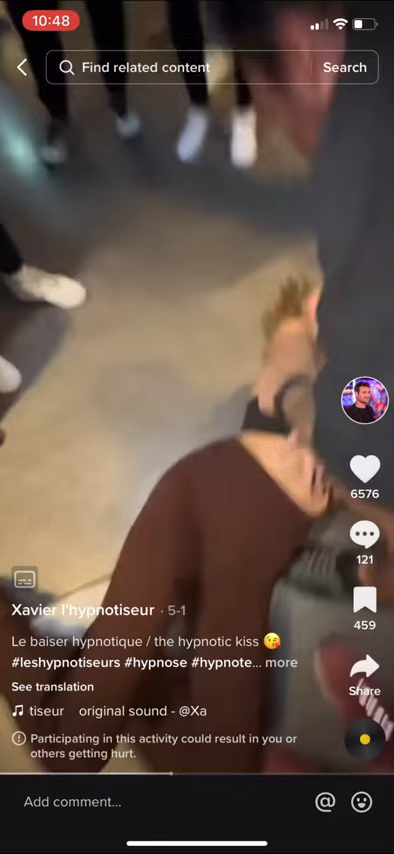 10:48
Find related content
Search
6576
121
459
Share
Xavier l'hypnotiseur · 5-1
Le baiser hypnotique / the hypnotic kiss 😘
#leshypnotiseurs #hypnose #hypnote... more
See translation
tiseur original sound - @Xa
Participating in this activity could result in you or
others getting hurt.
Add comment...